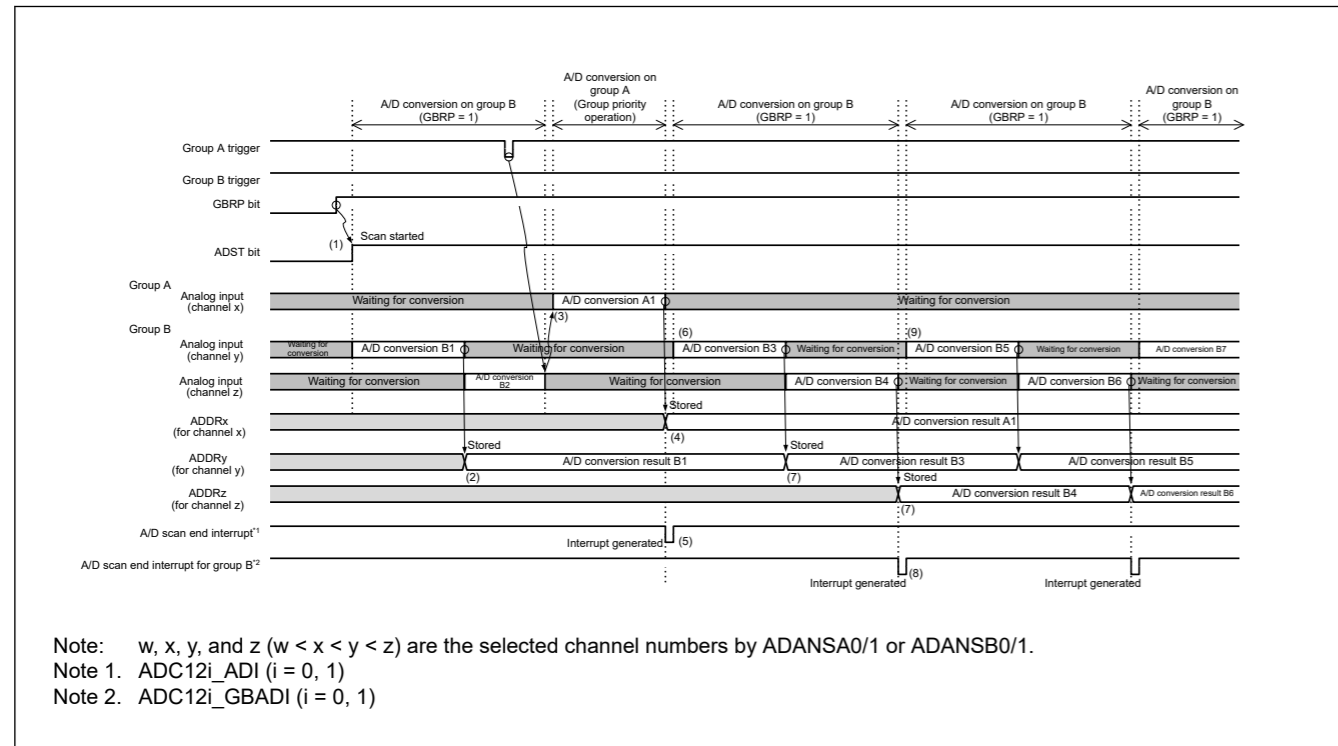 A/D conversion on
group A
(Group priority
operation)
A/D conversion on group B
(GBRP = 1)
A/D conversion on group B
(GBRP = 1)
A/D conversion on group B
(GBRP = 1)
A/D conversion on
group B
(GBRP = 1)
Group A trigger
Group B trigger
GBRP bit
(1)
Scan started
ADST bit
Group A
Analog input
(channel x)
Waiting for conversion
A/D conversion A1
Waiting for conversion
(3)
Group B
(6)
(9)
Analog input
(channel y)
Waiting for
conversion
A/D conversion B1
Waiting for conversion
A/D conversion B3
Waiting for conversion
A/D conversion B5
Waiting for conversion
A/D conversion B7
Analog input
(channel z)
Waiting for conversion
A/D conversion
B2
Waiting for conversion
A/D conversion B4
Waiting for conversion
A/D conversion B6
Waiting for conversion
Stored
ADDRx
(for channel x)
A/D conversion result A1
(4)
Stored
Stored
ADDRy
(for channel y)
A/D conversion result B1
A/D conversion result B3
A/D conversion result B5
(2)
(7)
Stored
ADDRz
(for channel z)
A/D conversion result B4
A/D conversion result B6
(7)
A/D scan end interrupt*1
Interrupt generated
(5)
A/D scan end interrupt for group B*2
Interrupt generated
(8)
Interrupt generated
Note: w, x, y, and z (w < x < y < z) are the selected channel numbers by ADANSA0/1 or ADANSB0/1.
Note 1. ADC12i_ADI (i = 0, 1)
Note 2. ADC12i_GBADI (i = 0, 1)